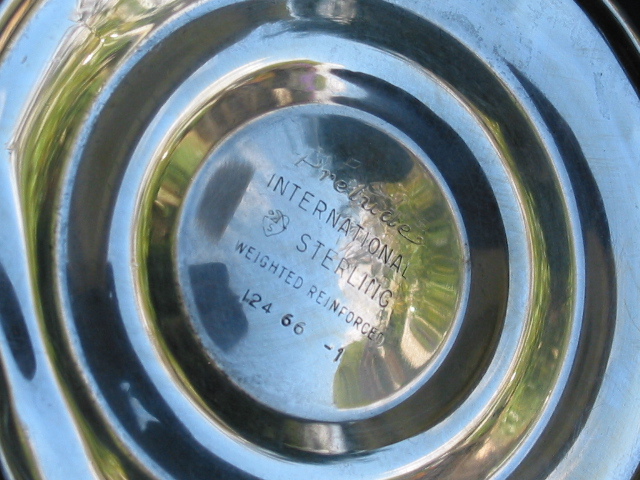 Prelude
INTERNATIONAL
STERLING
WEIGHTED REINFORCED
124 66 -1